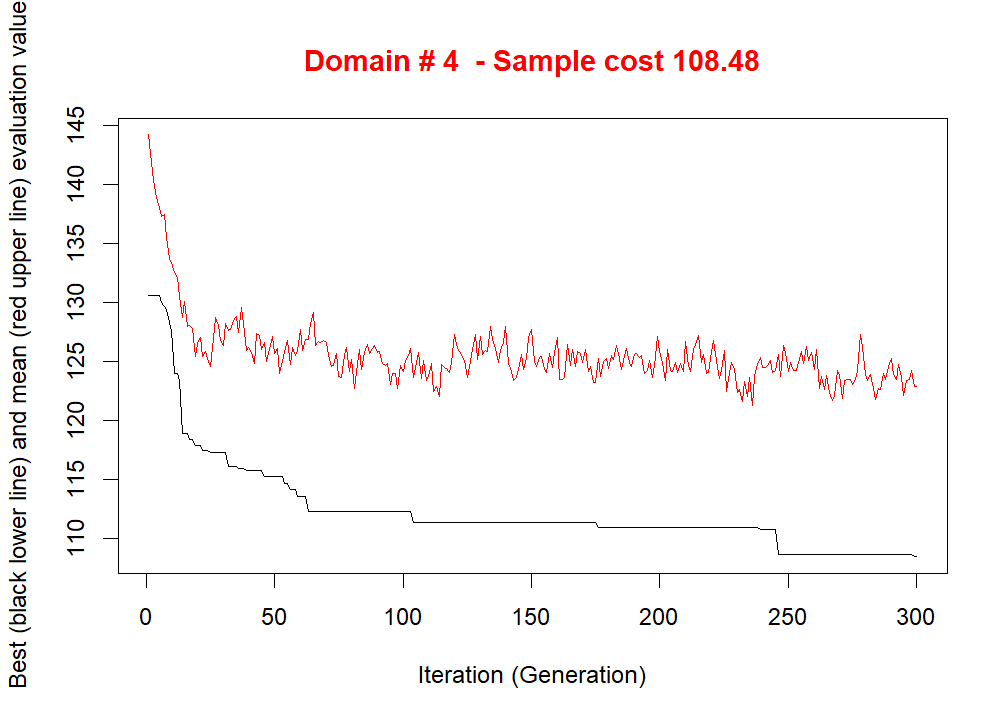 Domain # 4  - Sample cost 108.48
Best (black lower line) and mean (red upper line) evaluation value
145
140
135
130
125
120
115
110
0 50 100 150 200 250 300
Iteration (Generation)